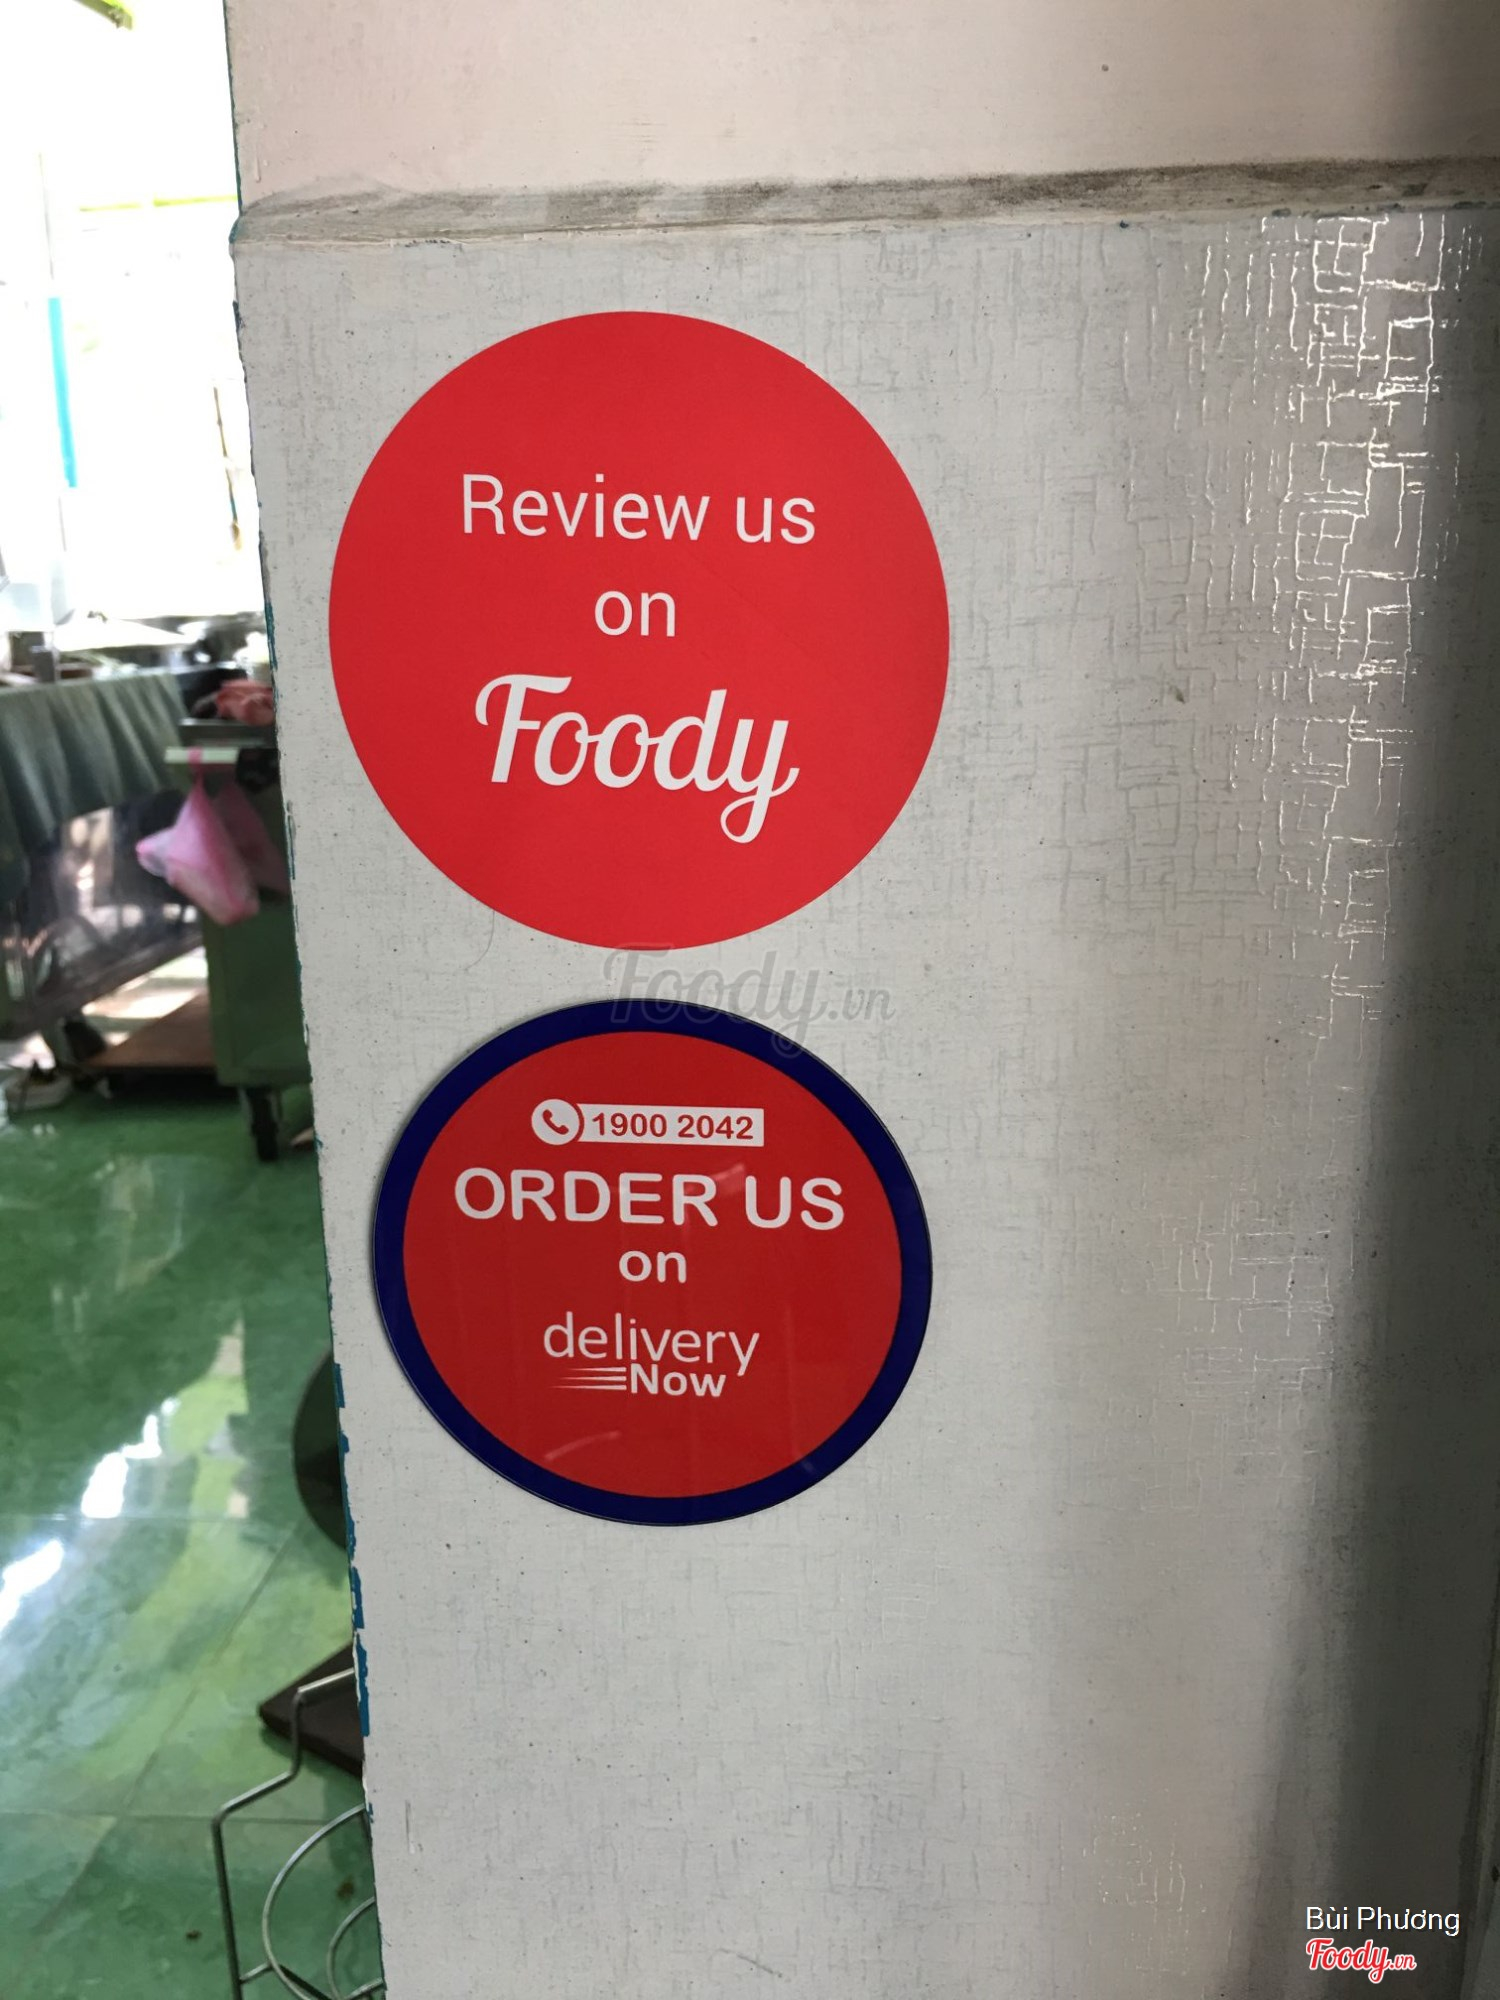 Review us
on
Foody
Foody.vn
1900 2042
ORDER US
on
delivery
Now
Bùi Phương
Foody.vn